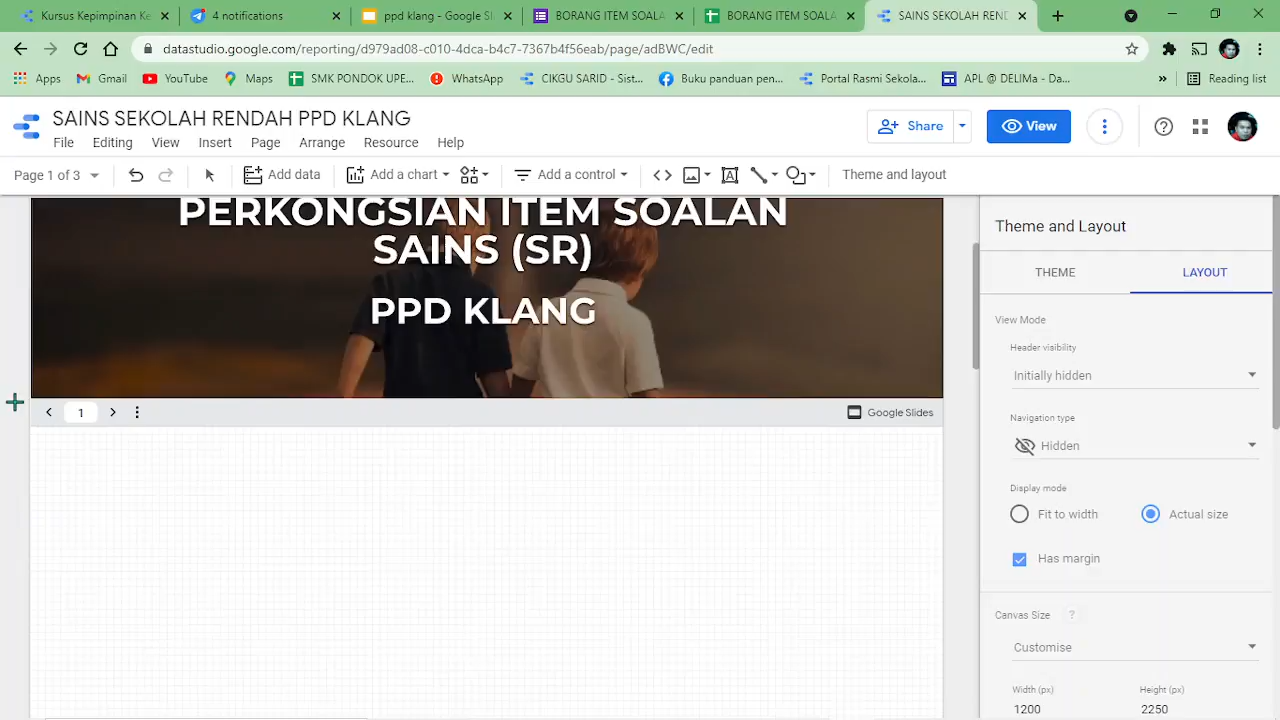 Kursus Kepimpinan Ke
4 notifications
ppd klang - Google Sli
BORANG ITEM SOALA
BORANG ITEM SOALA
SAINS SEKOLAH REND
datastudio.google.com/reporting/d979ad08-c010-4dca-b4c7-7367b4f56eab/page/adBWC/edit
Apps
Gmail
YouTube
Maps
SMK PONDOK UPE...
WhatsApp
CIKGU SARID - Sist...
Buku panduan pen...
Portal Rasmi Sekola...
APL @ DELIMa - Da...
»
Reading list
SAINS SEKOLAH RENDAH PPD KLANG
File Edit View Insert Page Arrange Resource Help
Share
View
Page 1 of 3
Add data
Add a chart
Add a control
Theme and layout
PERKONGSIAN ITEM SOALAN
SAINS (SR)
PPD KLANG
1
Google Slides
Theme and Layout
THEME
LAYOUT
View Mode
Header visibility
Initially hidden
Navigation type
Hidden
Display mode
Fit to width
Actual size
Has margin
Canvas Size
?
Customise
Width (px)
Height (px)
1200
2250